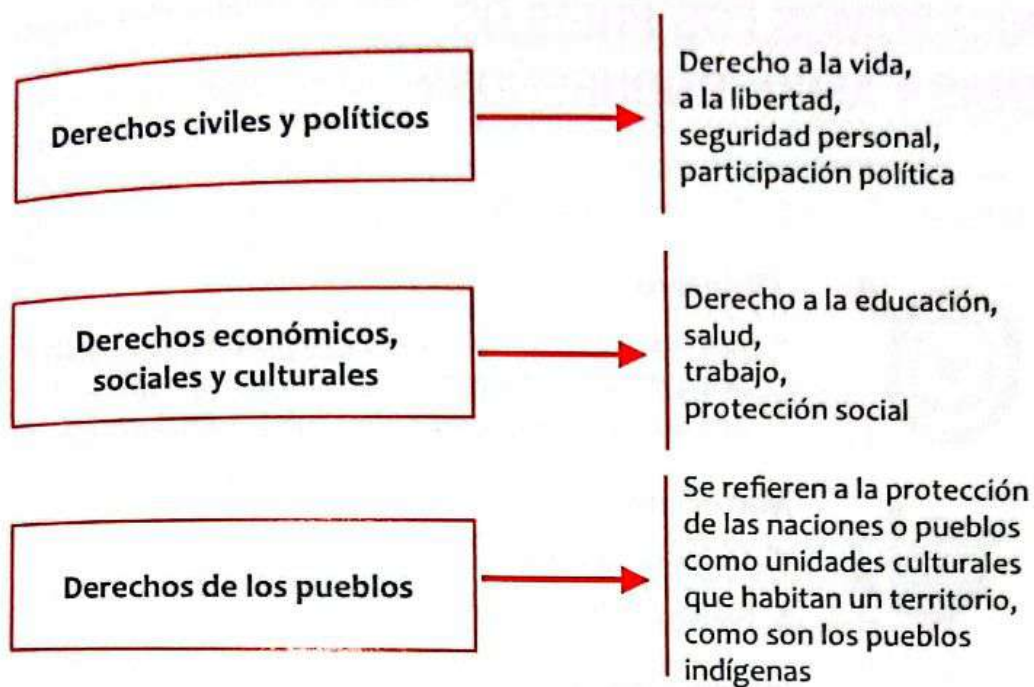 Derechos civiles y políticos
Derecho a la vida,
a la libertad,
seguridad personal,
participación política
Derechos económicos,
sociales y culturales
Derecho a la educación,
salud,
trabajo,
protección social
Derechos de los pueblos
Se refieren a la protección
de las naciones o pueblos
como unidades culturales
que habitan un territorio,
como son los pueblos
indígenas